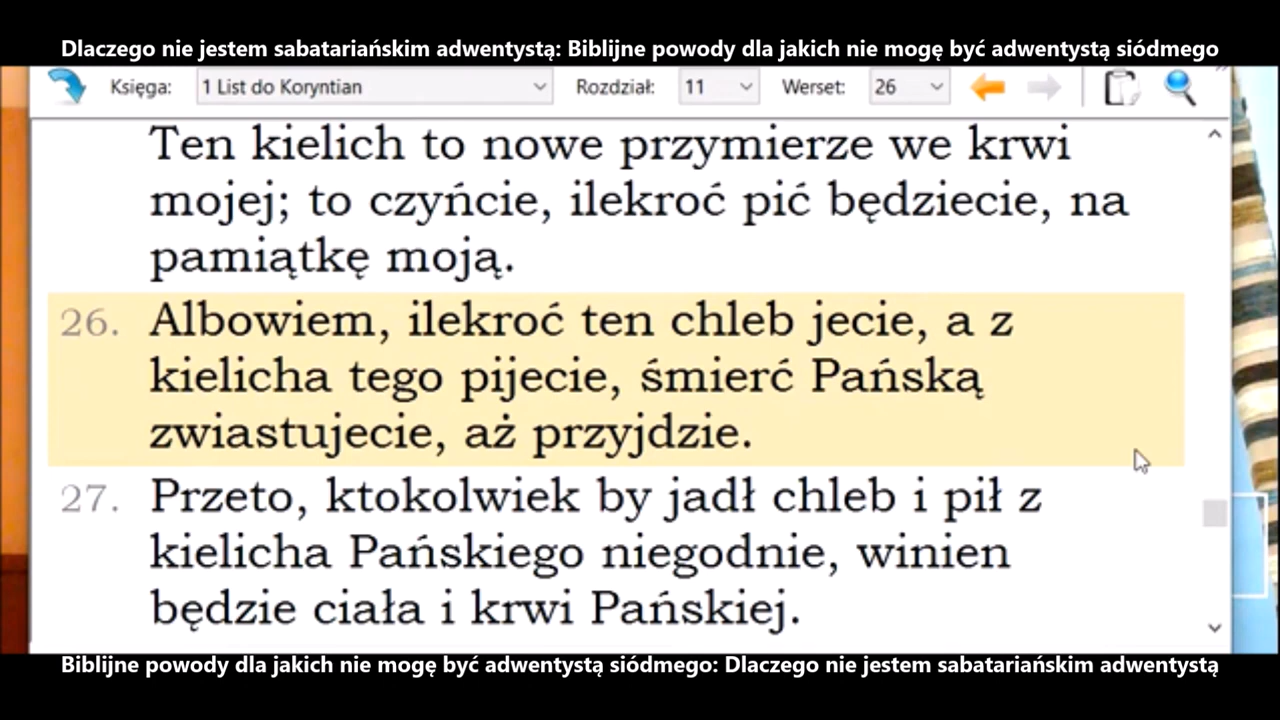 Dlaczego nie jestem sabatariańskim adwentystą: Biblijne powody dla jakich nie mogę być adwentystą siódmego
Księga: 1 List do Koryntian Rozdział: 11 Werset: 26
Ten kielich to nowe przymierze we krwi
mojej; to czyńcie, ilekroć pić będziecie, na
pamiątkę moją.
26. Albowiem, ilekroć ten chleb jecie, a z
kielicha tego pijecie, śmierć Pańską
zwiastujecie, aż przyjdzie.
27. Przeto, ktokolwiek by jadł chleb i pił z
kielicha Pańskiego niegodnie, winien
będzie ciała i krwi Pańskiej.
Biblijne powody dla jakich nie mogę być adwentystą siódmego: Dlaczego nie jestem sabatariańskim adwentystą